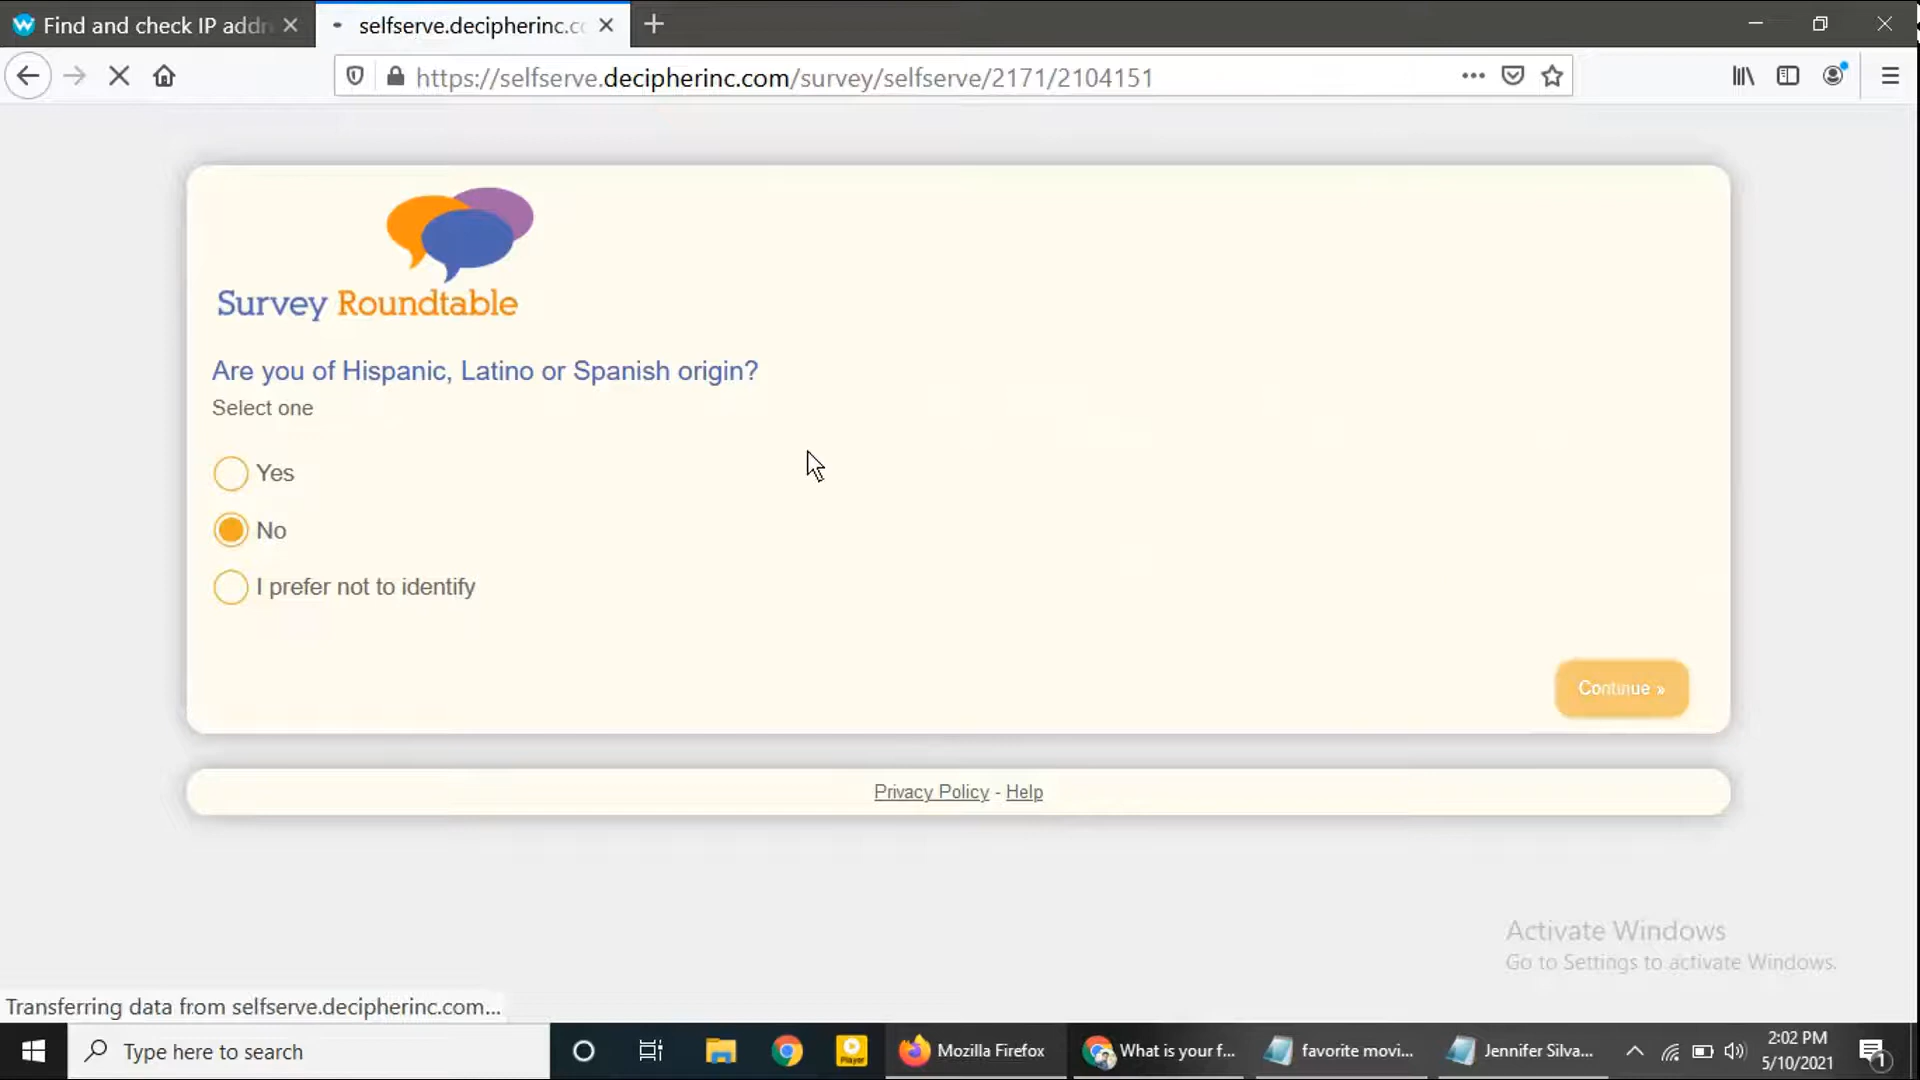 Find and check IP addr
selfserve.decipherinc.co
https://selfserve.decipherinc.com/survey/selfserve/2171/2104151
Survey Roundtable
Are you of Hispanic, Latino or Spanish origin?
Select one
Yes
No
I prefer not to identify
Continue »
Privacy Policy - Help
Activate Windows
Go to Settings to activate Windows.
Transferring data from selfserve.decipherinc.com...
Type here to search
Player
Mozilla Firefox
What is your f...
favorite movi...
Jennifer Silva...
2:02 PM
5/10/2021
1